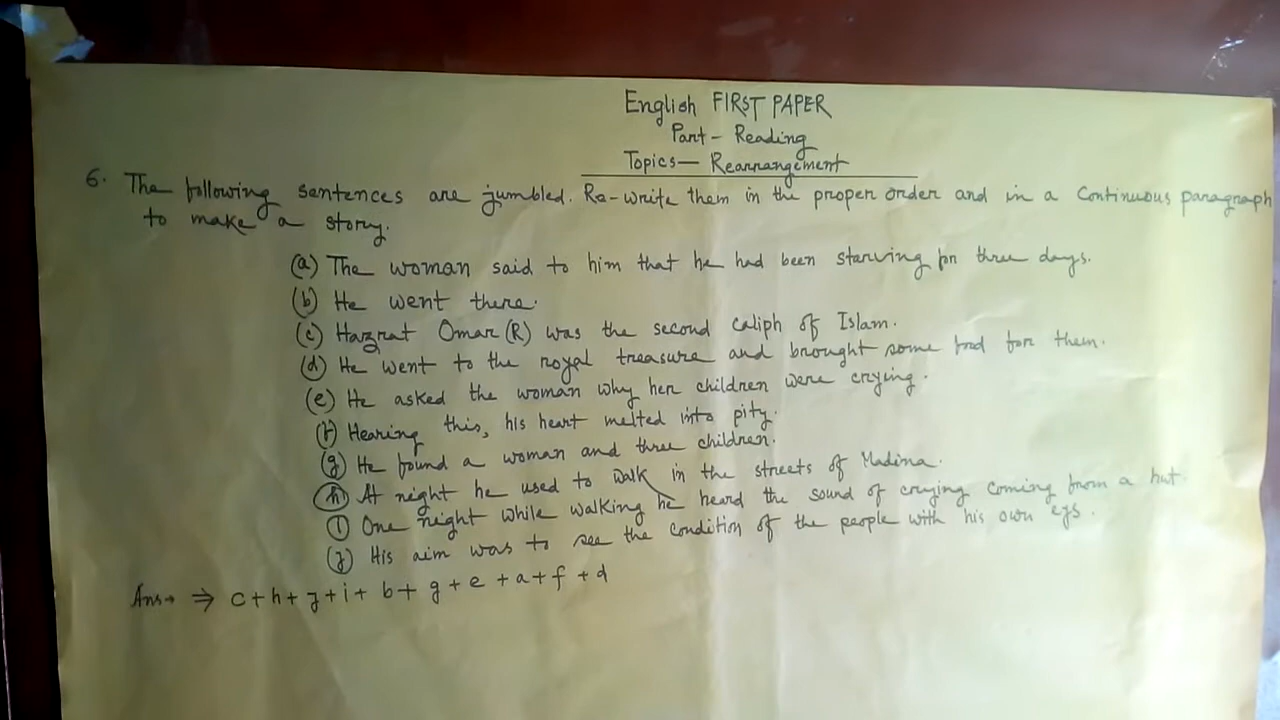 English FIRST PAPER
Part - Reading
Topics — Rearrangement
6. The following sentences are jumbled. Re-write them in the proper order and in a Continuous paragraph
to make a story.
(a) The woman said to him that he had been starving for three days.
(b) He went there.
(c) Hazrat Omar (R) was the second caliph of Islam.
(d) He went to the royal treasure and brought some food for them.
(e) He asked the woman why her children were crying.
(f) Hearing this, his heart melted into pity.
(g) He found a woman and three children.
(h) At night he used to walk in the streets of Madina.
(i) One night while walking he heard the sound of crying coming from a hut.
(j) His aim was to see the condition of the people with his own eys.
Ans→ ⇒ c+h+j+i+ b+ g+e +a+f +d